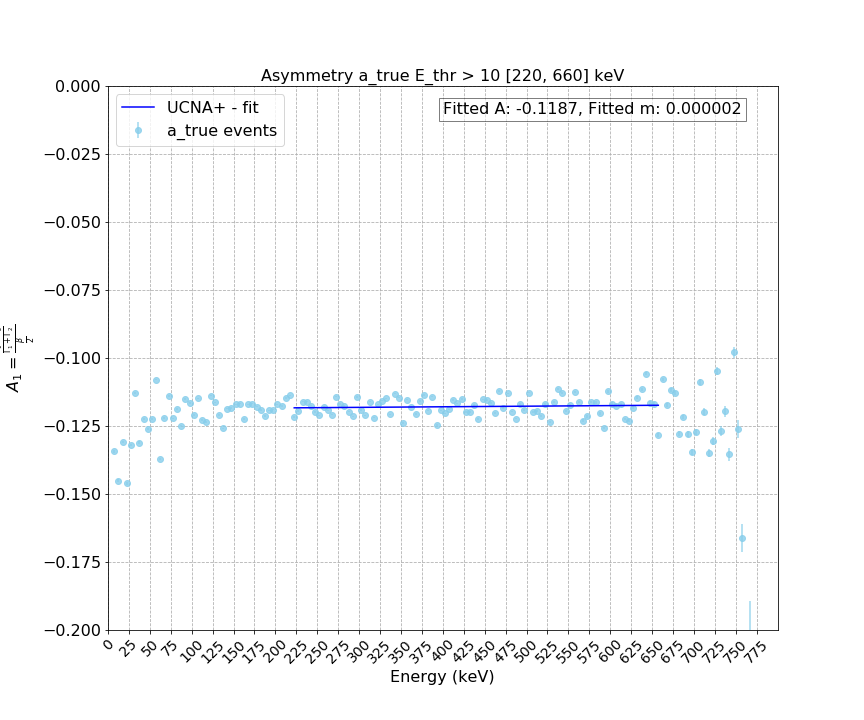 Asymmetry a_true E_thr > 10 [220, 660] keV
UCNA+ - fit
a_true events
Fitted A: -0.1187, Fitted m: 0.000002
0.000
−0.025
−0.050
−0.075
−0.100
−0.125
−0.150
−0.175
−0.200
0 25 50 75 100 125 150 175 200 225 250 275 300 325 350 375 400 425 450 475 500 525 550 575 600 625 650 675 700 725 750 775
Energy (keV)